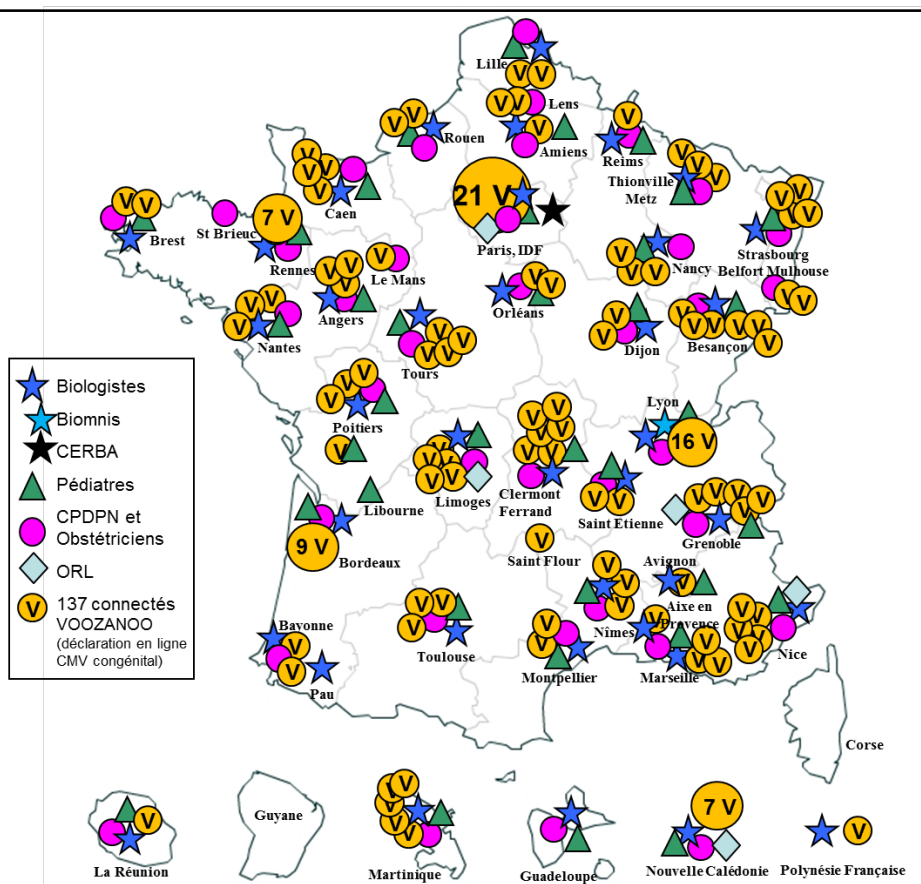 Lille
V V
V V
Lens
V
Amiens
V V
Rouen
V
Reims
V V V
Thionville
Metz
V V V V
Caen
21 V
Paris, IDF
V V
Brest
St Brieuc
7 V
Rennes
V V V V
Strasbourg
Belfort Mulhouse
V V
V
Le Mans
V V V
Nancy
V V V
Angers
V V
Orléans
V V V
Nantes
V V V V
Tours
V V
Dijon
V V V V V V
Besançon
V V V
Poitiers
V
Libourne
V V V V V
Limoges
V V V V V V
Clermont
Ferrand
Lyon
16 V
V V
Saint Etienne
V V V V V
Grenoble
9 V
Bordeaux
V
Saint Flour
Avignon
V
Aixe en
Provence
V
V V V
Nîmes
V V V
Toulouse
V V
Montpellier
V V V
Marseille
V V V V V V
Nice
Bayonne
V V
Pau
Corse
Biologistes
Biomnis
CERBA
Pédiatres
CPDPN et
Obstétriciens
ORL
V 137 connectés
VOOZANOO
(déclaration en ligne
CMV congénital)
V
La Réunion
Guyane
V V V V V
Martinique
Guadeloupe
7 V
Nouvelle Calédonie
V
Polynésie Française